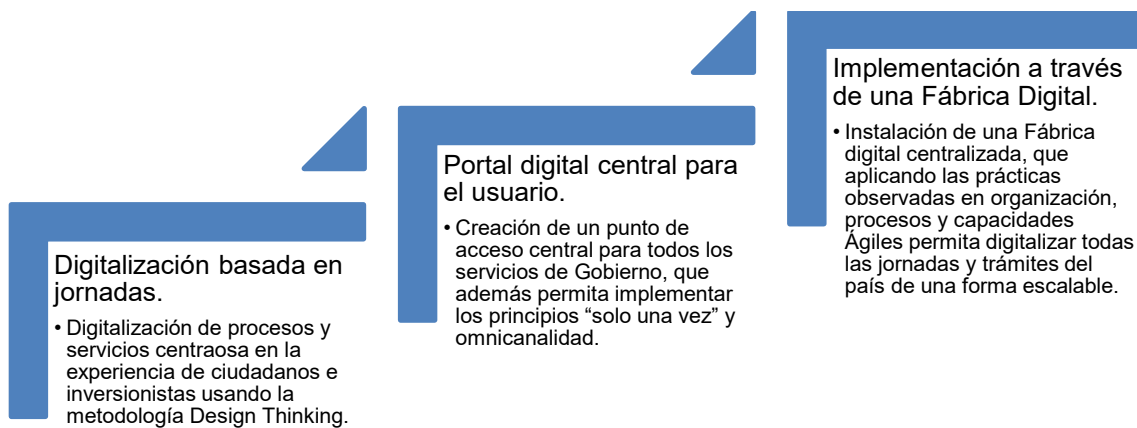 Digitalización basada en
jornadas.
• Digitalización de procesos y
servicios centraosa en la
experiencia de ciudadanos e
inversionistas usando la
metodología Design Thinking.
Portal digital central para
el usuario.
• Creación de un punto de
acceso central para todos los
servicios de Gobierno, que
además permita implementar
los principios “solo una vez” y
omnicanalidad.
Implementación a través
de una Fábrica Digital.
• Instalación de una Fábrica
digital centralizada, que
aplicando las prácticas
observadas en organización,
procesos y capacidades
Ágiles permita digitalizar todas
las jornadas y trámites del
país de una forma escalable.